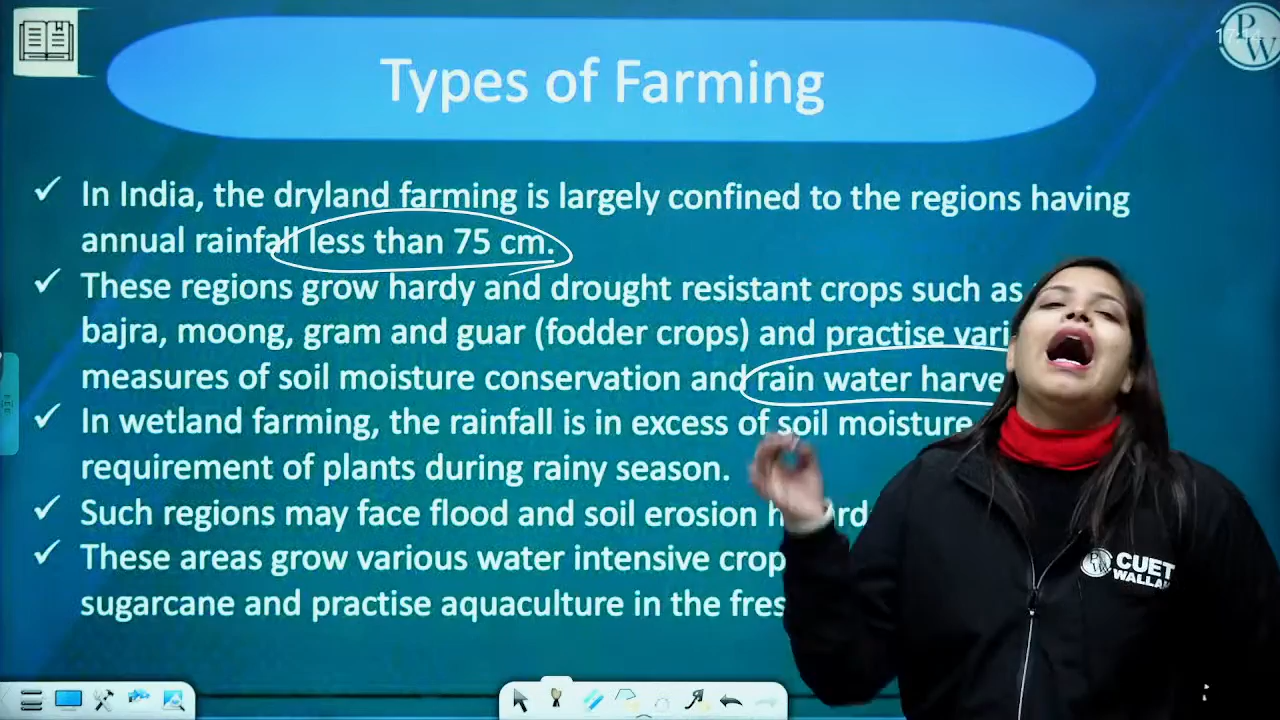 Types of Farming
In India, the dryland farming is largely confined to the regions having
annual rainfall less than 75 cm.
These regions grow hardy and drought resistant crops such as
bajra, moong, gram and guar (fodder crops) and practise vari
measures of soil moisture conservation and rain water harve
In wetland farming, the rainfall is in excess of soil moisture
requirement of plants during rainy season.
Such regions may face flood and soil erosion h ard
These areas grow various water intensive crop
sugarcane and practise aquaculture in the fres
PW
PW CUET
WALLAH